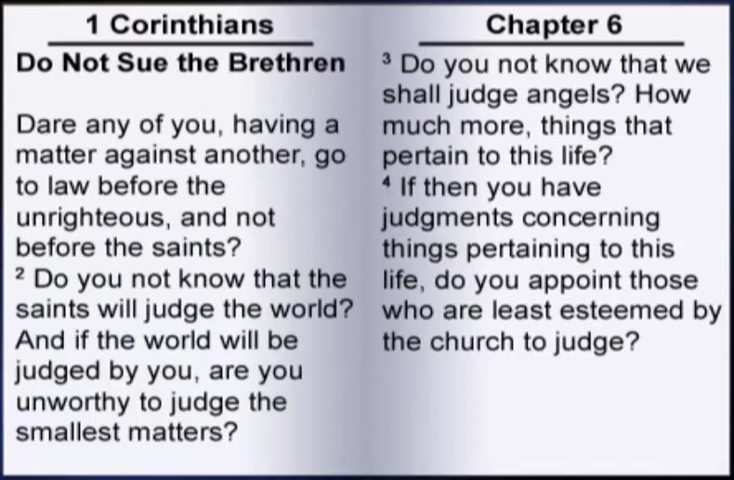 1 Corinthians
Do Not Sue the Brethren
Dare any of you, having a
matter against another, go
to law before the
unrighteous, and not
before the saints?
² Do you not know that the
saints will judge the world?
And if the world will be
judged by you, are you
unworthy to judge the
smallest matters?
Chapter 6
³ Do you not know that we
shall judge angels? How
much more, things that
pertain to this life?
⁴ If then you have
judgments concerning
things pertaining to this
life, do you appoint those
who are least esteemed by
the church to judge?